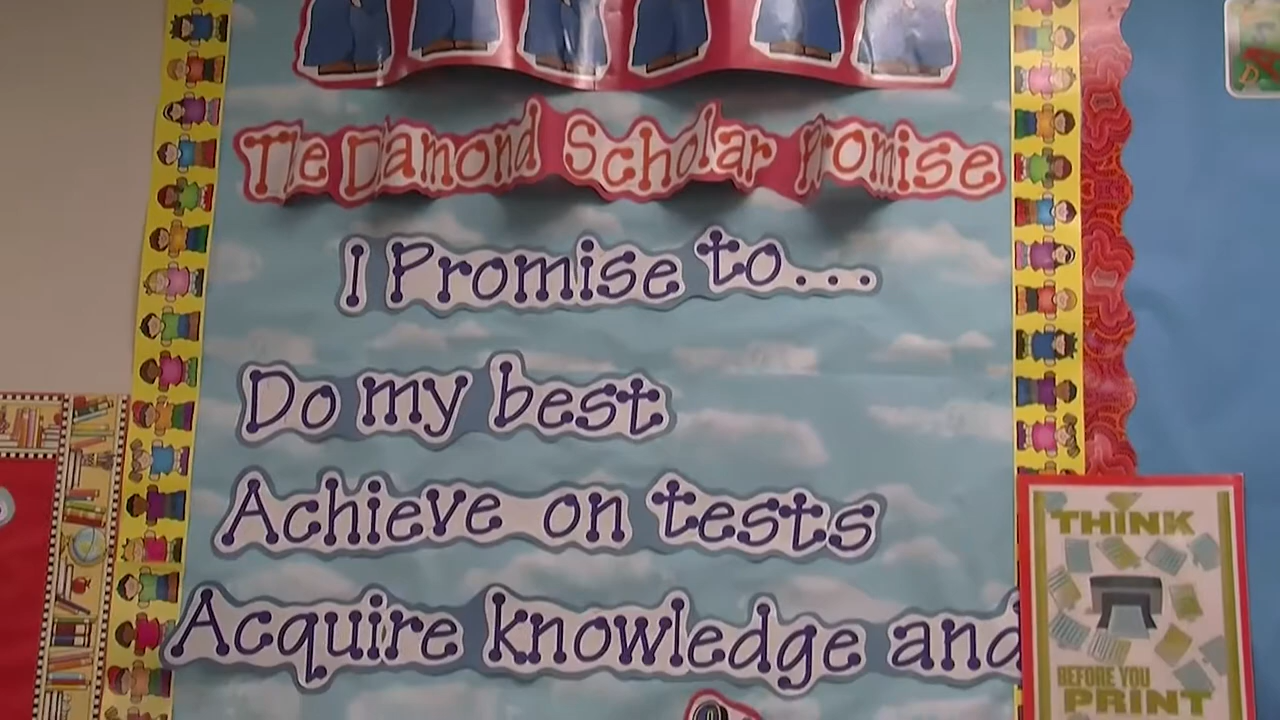 The Diamond Scholar Promise
I Promise to...
Do my best
Achieve on tests
Acquire knowledge and
THINK
BEFORE YOU
PRINT